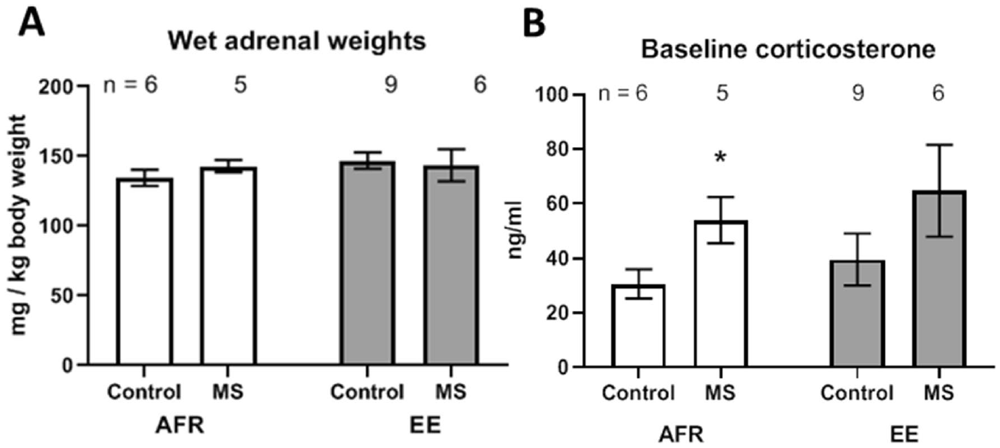 A
Wet adrenal weights
n = 6 5 9 6
200
150
100
50
0
mg / kg body weight
Control MS Control MS
AFR EE
B
Baseline corticosterone
n = 6 5 9 6
100
80
60
40
20
0
ng/ml
*
Control MS Control MS
AFR EE